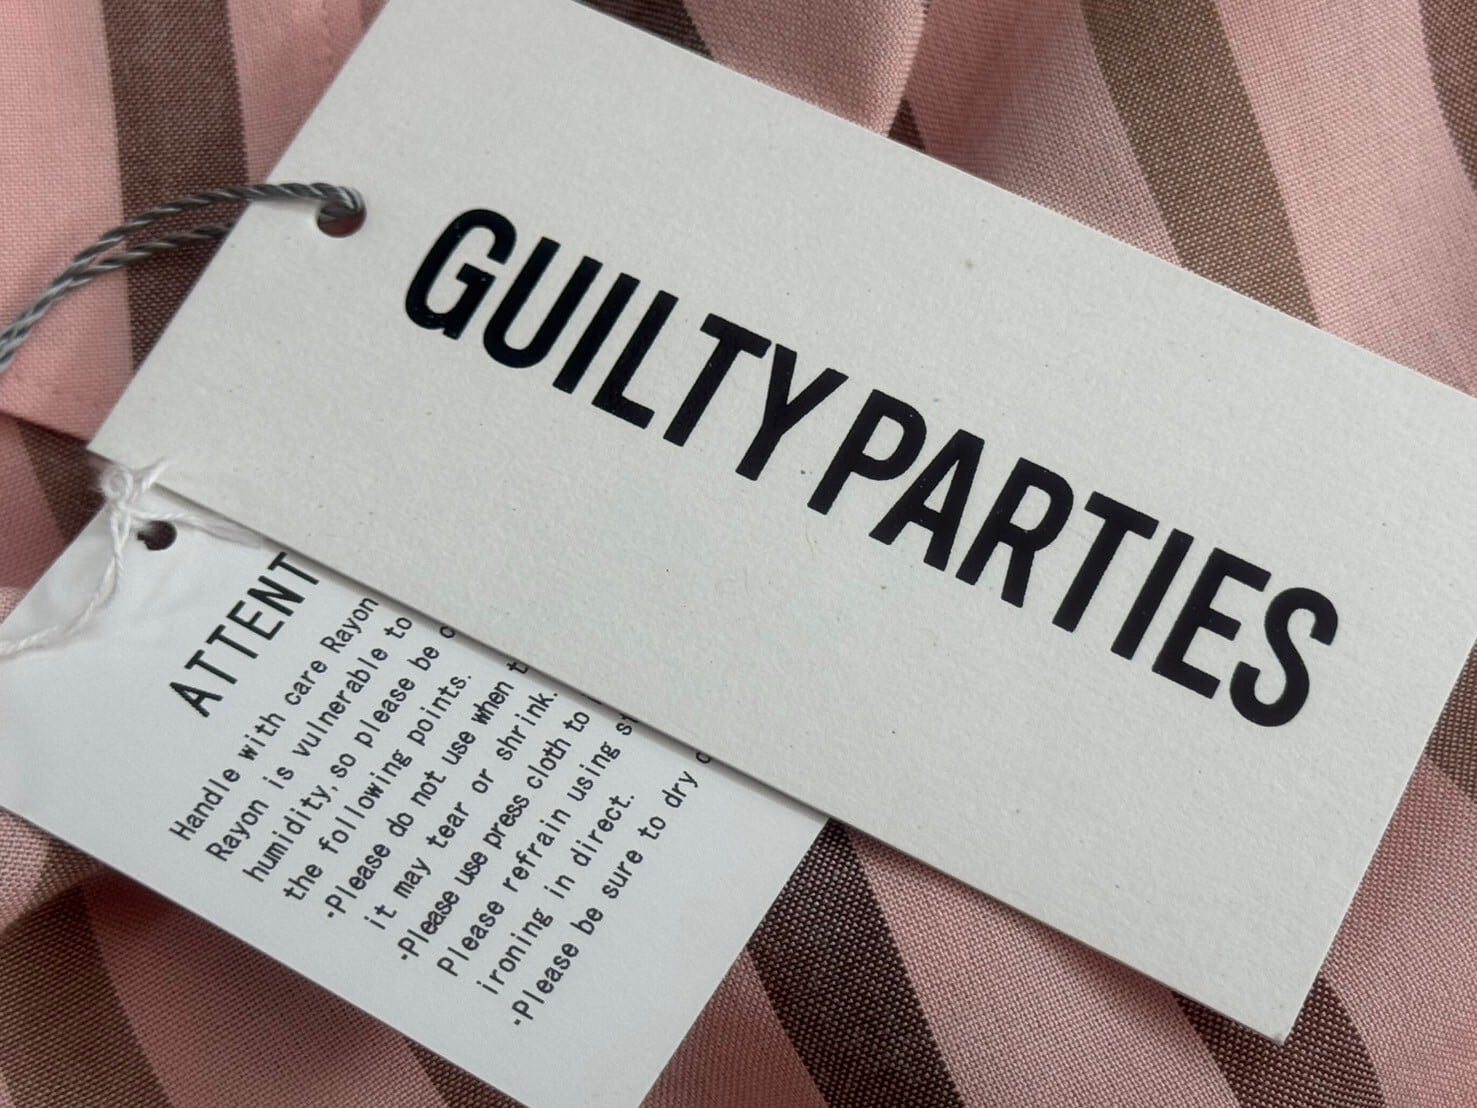 GUILTY PARTIES
ATTENT
Handle with care Rayon
Rayon is vulnerable to
humidity, so please be
the following points.
-Please do not use when
it may tear or shrink.
-Please use press cloth to
Please refrain using
ironing in direct.
-Please be sure to dry